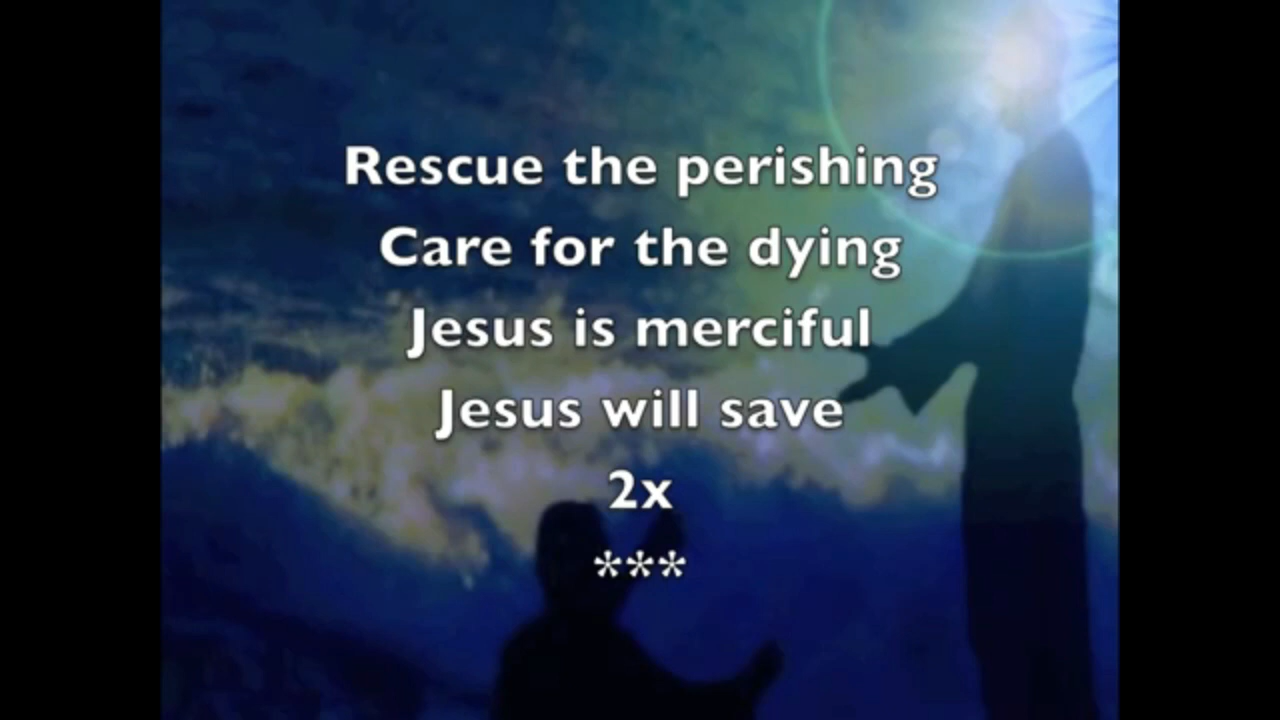 Rescue the perishing
Care for the dying
Jesus is merciful
Jesus will save
2x
***